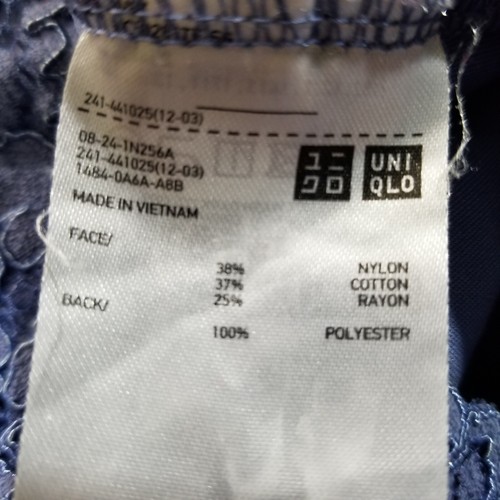 241-441025(12-03)
08-24-1N256A
241-441025(12-03)
1484-0A6A-A8B
ユニ
クロ
UNI
QLO
MADE IN VIETNAM
FACE/
38% NYLON
37% COTTON
25% RAYON
BACK/
100% POLYESTER